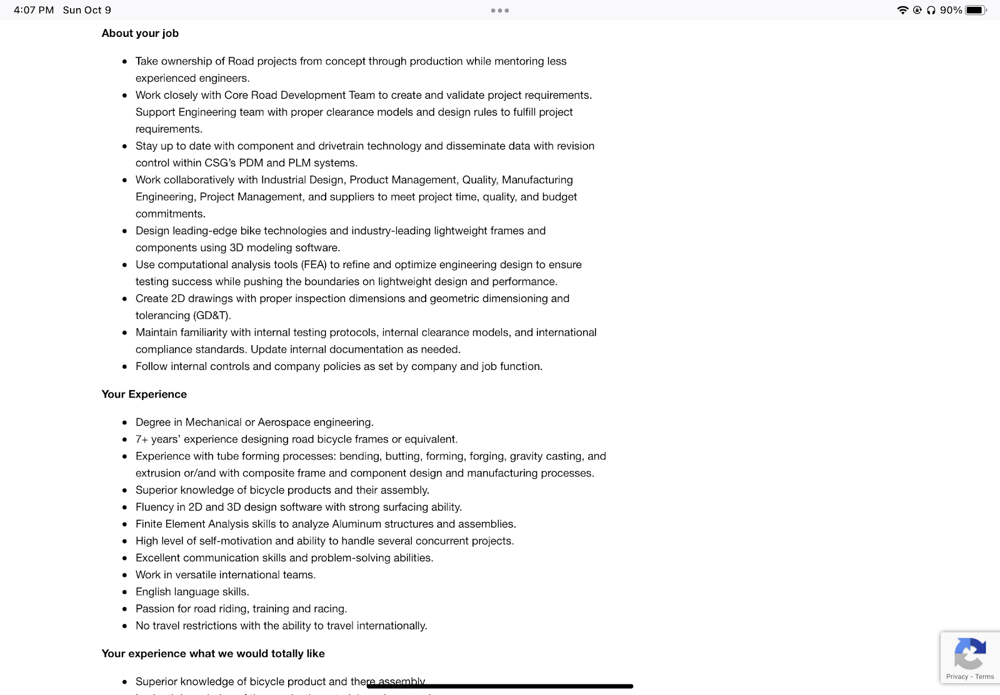 4:07 PM Sun Oct 9
90%
About your job
• Take ownership of Road projects from concept through production while mentoring less
experienced engineers.
• Work closely with Core Road Development Team to create and validate project requirements.
Support Engineering team with proper clearance models and design rules to fulfill project
requirements.
• Stay up to date with component and drivetrain technology and disseminate data with revision
control within CSG’s PDM and PLM systems.
• Work collaboratively with Industrial Design, Product Management, Quality, Manufacturing
Engineering, Project Management, and suppliers to meet project time, quality, and budget
commitments.
• Design leading-edge bike technologies and industry-leading lightweight frames and
components using 3D modeling software.
• Use computational analysis tools (FEA) to refine and optimize engineering design to ensure
testing success while pushing the boundaries on lightweight design and performance.
• Create 2D drawings with proper inspection dimensions and geometric dimensioning and
tolerancing (GD&T).
• Maintain familiarity with internal testing protocols, internal clearance models, and international
compliance standards. Update internal documentation as needed.
• Follow internal controls and company policies as set by company and job function.
Your Experience
• Degree in Mechanical or Aerospace engineering.
• 7+ years’ experience designing road bicycle frames or equivalent.
• Experience with tube forming processes: bending, butting, forming, forging, gravity casting, and
extrusion or/and with composite frame and component design and manufacturing processes.
• Superior knowledge of bicycle products and their assembly.
• Fluency in 2D and 3D design software with strong surfacing ability.
• Finite Element Analysis skills to analyze Aluminum structures and assemblies.
• High level of self-motivation and ability to handle several concurrent projects.
• Excellent communication skills and problem-solving abilities.
• Work in versatile international teams.
• English language skills.
• Passion for road riding, training and racing.
• No travel restrictions with the ability to travel internationally.
Your experience what we would totally like
• Superior knowledge of bicycle product and there assembly
Privacy - Terms